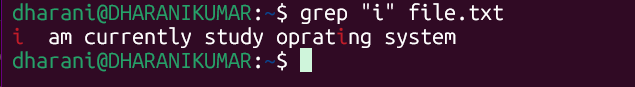 dharani@DHARANIKUMAR:~$ grep "i" file.txt
i  am currently study oprating system
dharani@DHARANIKUMAR:~$